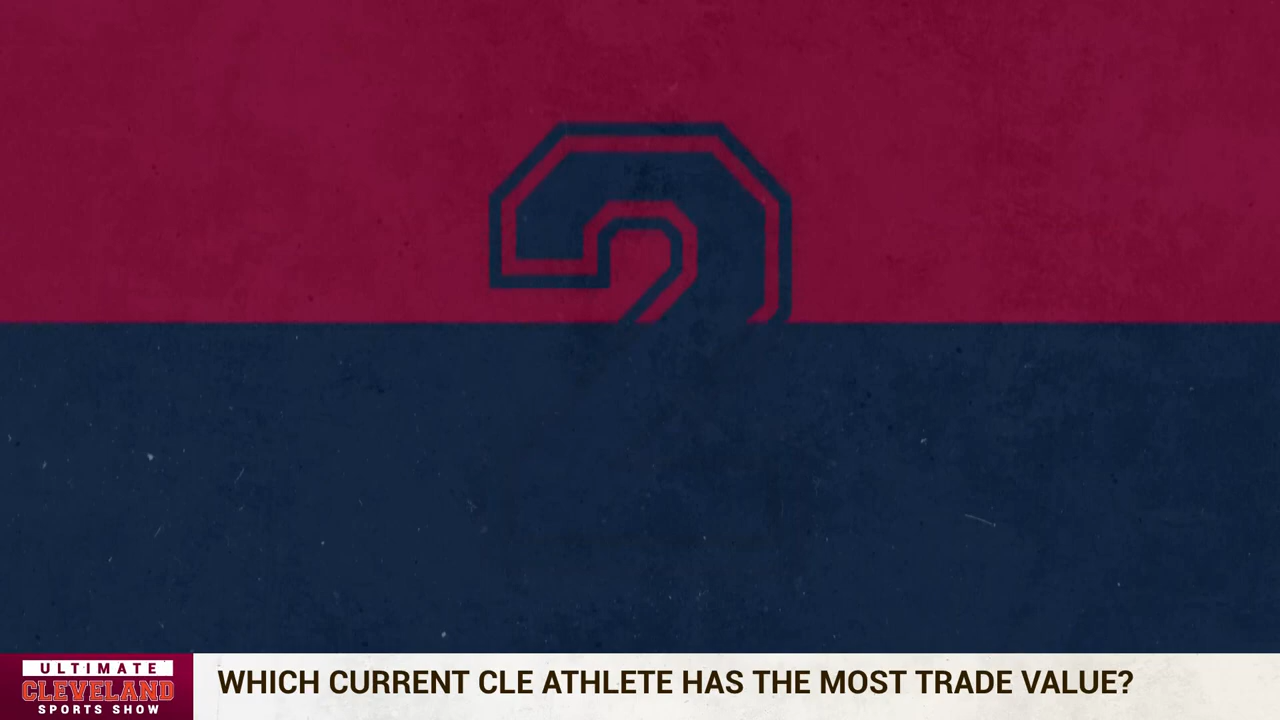 ULTIMATE
CLEVELAND
SPORTS SHOW
WHICH CURRENT CLE ATHLETE HAS THE MOST TRADE VALUE?